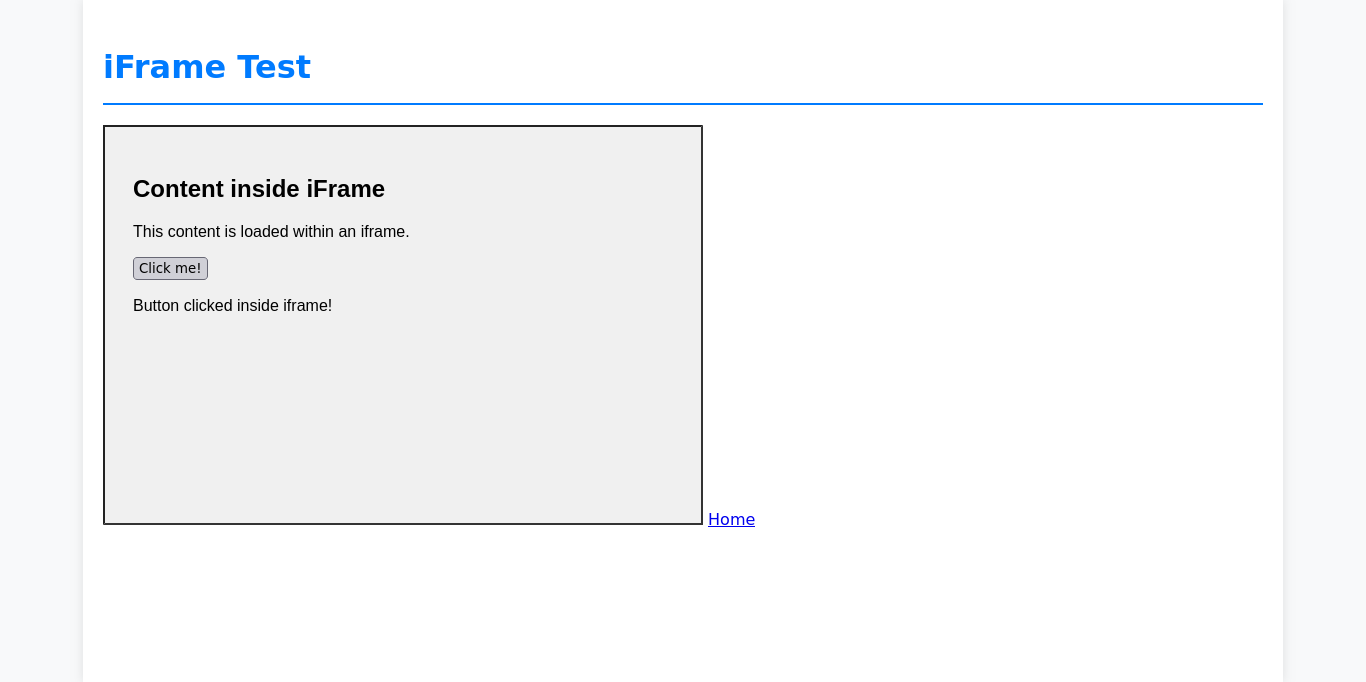 iFrame Test
Content inside iFrame
This content is loaded within an iframe.
Click me!
Button clicked inside iframe!
Home